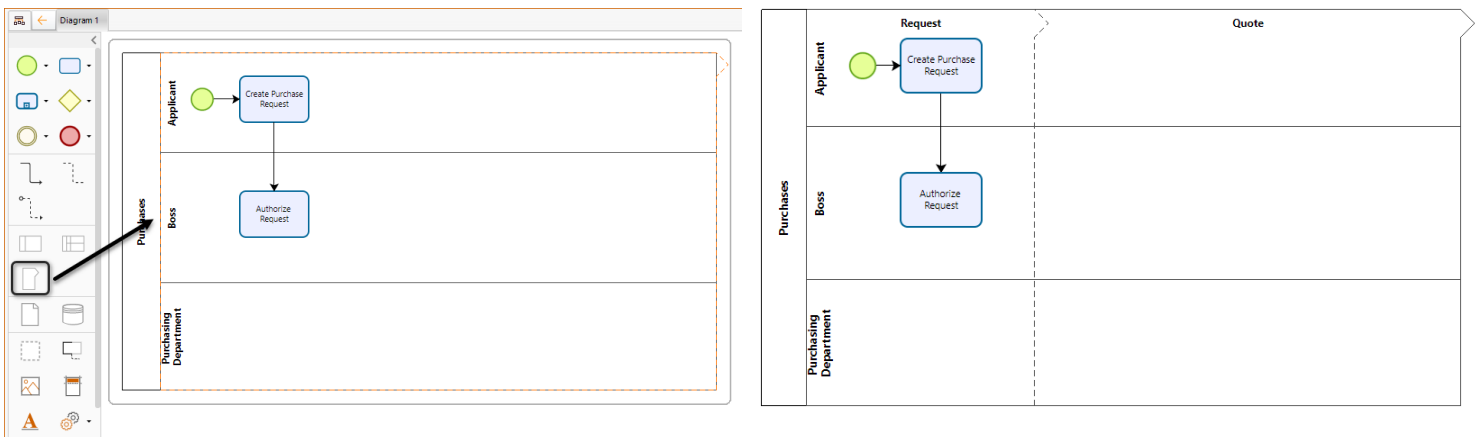 Diagram 1
Purchases
Applicant
Create Purchase
Request
Boss
Authorize
Request
Purchasing
Department
A
Request
Quote
Purchases
Applicant
Create Purchase
Request
Boss
Authorize
Request
Purchasing
Department